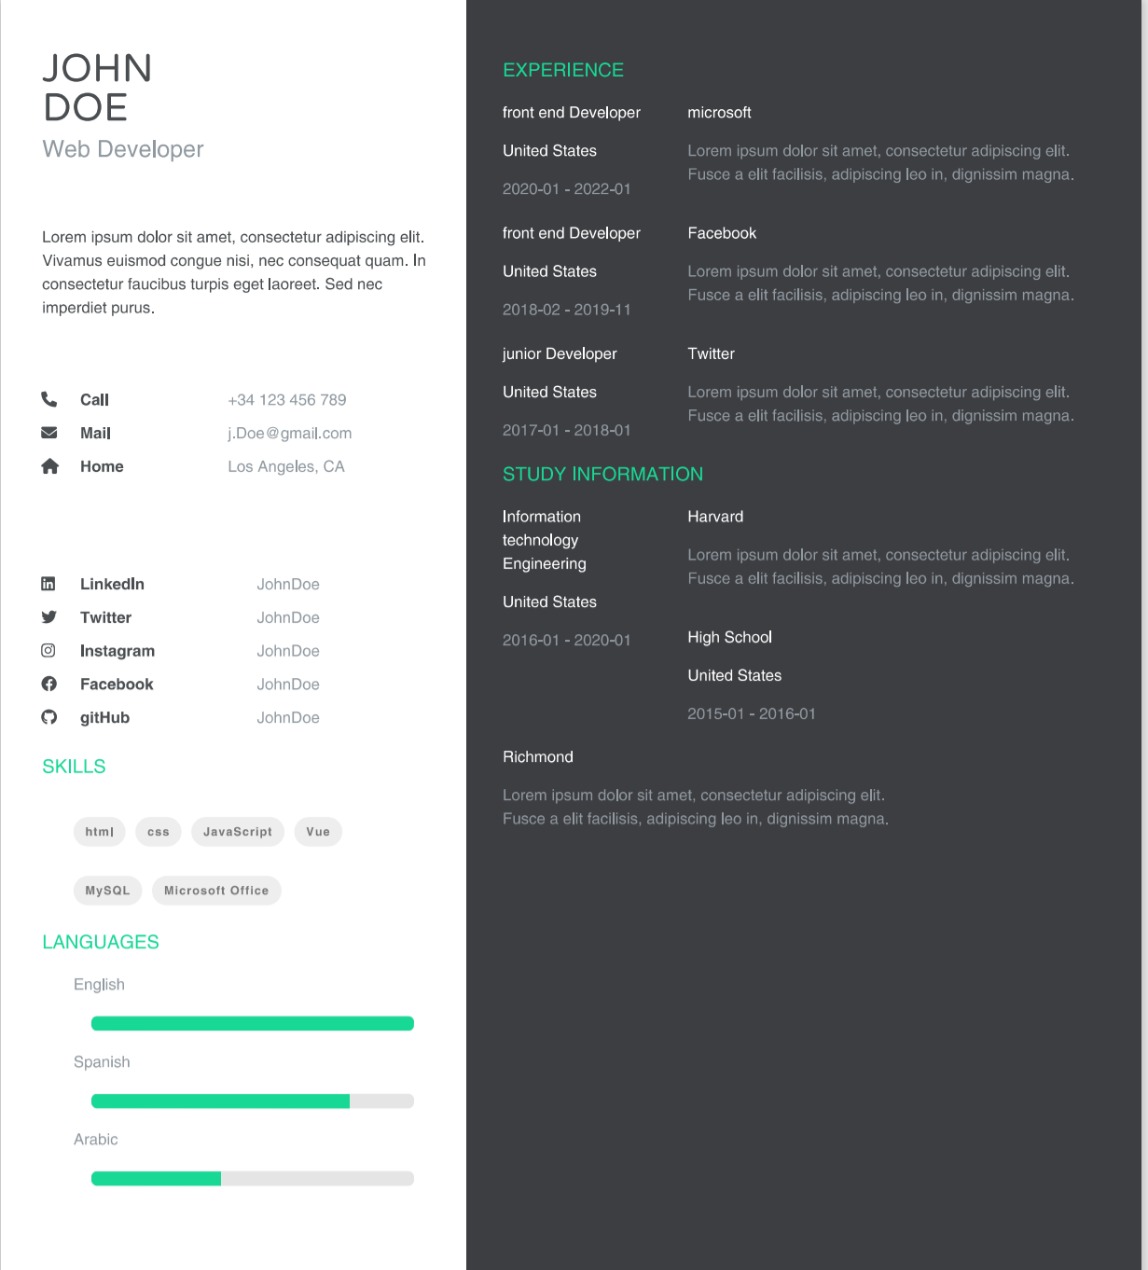 JOHN
DOE
Web Developer
Lorem ipsum dolor sit amet, consectetur adipiscing elit.
Vivamus euismod congue nisi, nec consequat quam. In
consectetur faucibus turpis eget laoreet. Sed nec
imperdiet purus.
Call +34 123 456 789
Mail j.Doe@gmail.com
Home Los Angeles, CA
LinkedIn JohnDoe
Twitter JohnDoe
Instagram JohnDoe
Facebook JohnDoe
gitHub JohnDoe
SKILLS
html css JavaScript Vue
MySQL Microsoft Office
LANGUAGES
English
Spanish
Arabic
EXPERIENCE
front end Developer
United States
2020-01 - 2022-01
microsoft
Lorem ipsum dolor sit amet, consectetur adipiscing elit.
Fusce a elit facilisis, adipiscing leo in, dignissim magna.
front end Developer
United States
2018-02 - 2019-11
Facebook
Lorem ipsum dolor sit amet, consectetur adipiscing elit.
Fusce a elit facilisis, adipiscing leo in, dignissim magna.
junior Developer
United States
2017-01 - 2018-01
Twitter
Lorem ipsum dolor sit amet, consectetur adipiscing elit.
Fusce a elit facilisis, adipiscing leo in, dignissim magna.
STUDY INFORMATION
Information
technology
Engineering
United States
2016-01 - 2020-01
Harvard
Lorem ipsum dolor sit amet, consectetur adipiscing elit.
Fusce a elit facilisis, adipiscing leo in, dignissim magna.
High School
United States
2015-01 - 2016-01
Richmond
Lorem ipsum dolor sit amet, consectetur adipiscing elit.
Fusce a elit facilisis, adipiscing leo in, dignissim magna.